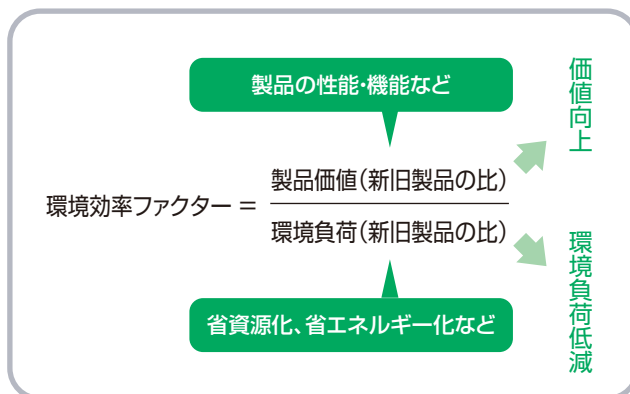 製品の性能・機能など
価値向上
環境効率ファクター ＝
製品価値（新旧製品の比）
環境負荷（新旧製品の比）
環境負荷低減
省資源化、省エネルギー化など